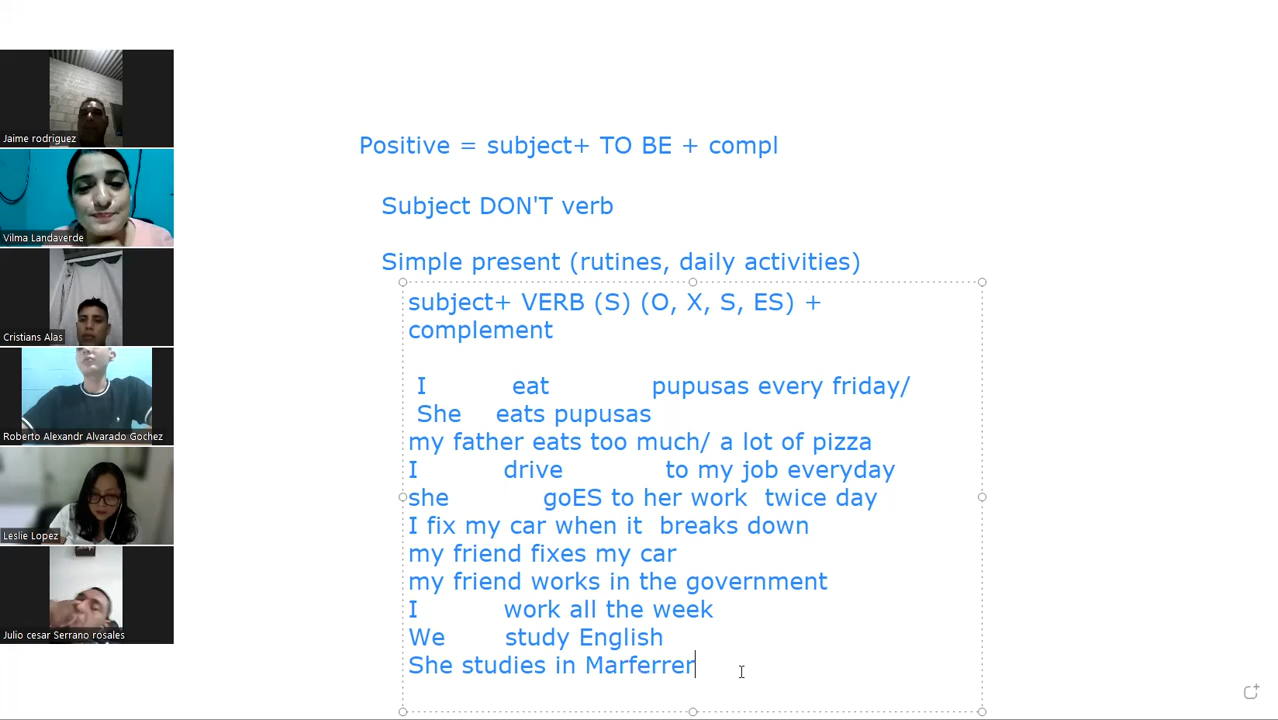 Positive = subject+ TO BE + compl
Subject DON'T verb
Simple present (rutines, daily activities)
subject+ VERB (S) (O, X, S, ES) +
complement
I eat pupusas every friday/
She eats pupusas
my father eats too much/ a lot of pizza
I drive to my job everyday
she goES to her work twice day
I fix my car when it breaks down
my friend fixes my car
my friend works in the government
I work all the week
We study English
She studies in Marferrer
Jaime rodriguez
Vilma Landaverde
Cristians Alas
Roberto Alexandr Alvarado Gochez
Leslie Lopez
Julio cesar Serrano rosales